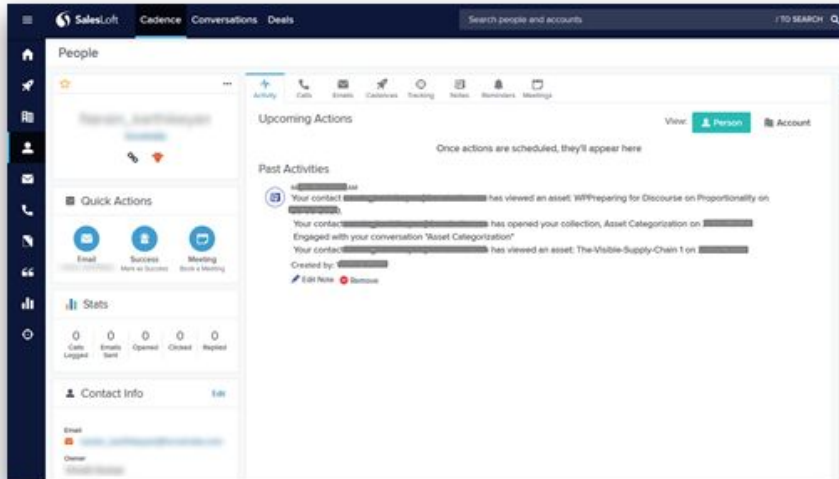 SalesLoft Cadence Conversations Deals Search people and accounts / TO SEARCH
People
Activity Calls Emails Cadences Tracking Notes Reminders Meetings
Upcoming Actions View: Person Account
Once actions are scheduled, they'll appear here
Past Activities
AM
Your contact has viewed an asset: WPPreparing for Discourse on Proportionality on
Your contact has opened your collection, Asset Categorization on
Engaged with your conversation "Asset Categorization"
Your contact has viewed an asset: The-Visible-Supply-Chain 1 on
Created by:
Edit Note Remove
Quick Actions
Email Success Meeting
Mark as Success Book a Meeting
Stats
0 0 0 0 0
Calls Logged Emails Sent Opened Clicked Replied
Contact Info Edit
Email
Owner